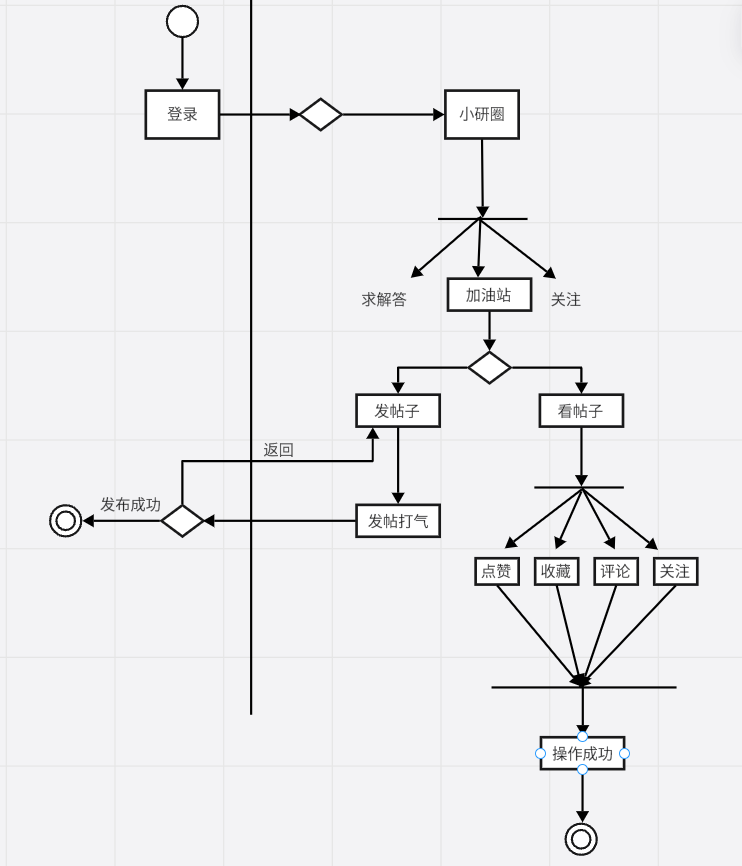 登录
小研圈
求解答
加油站
关注
发帖子
看帖子
返回
发布成功
发帖打气
点赞
收藏
评论
关注
操作成功